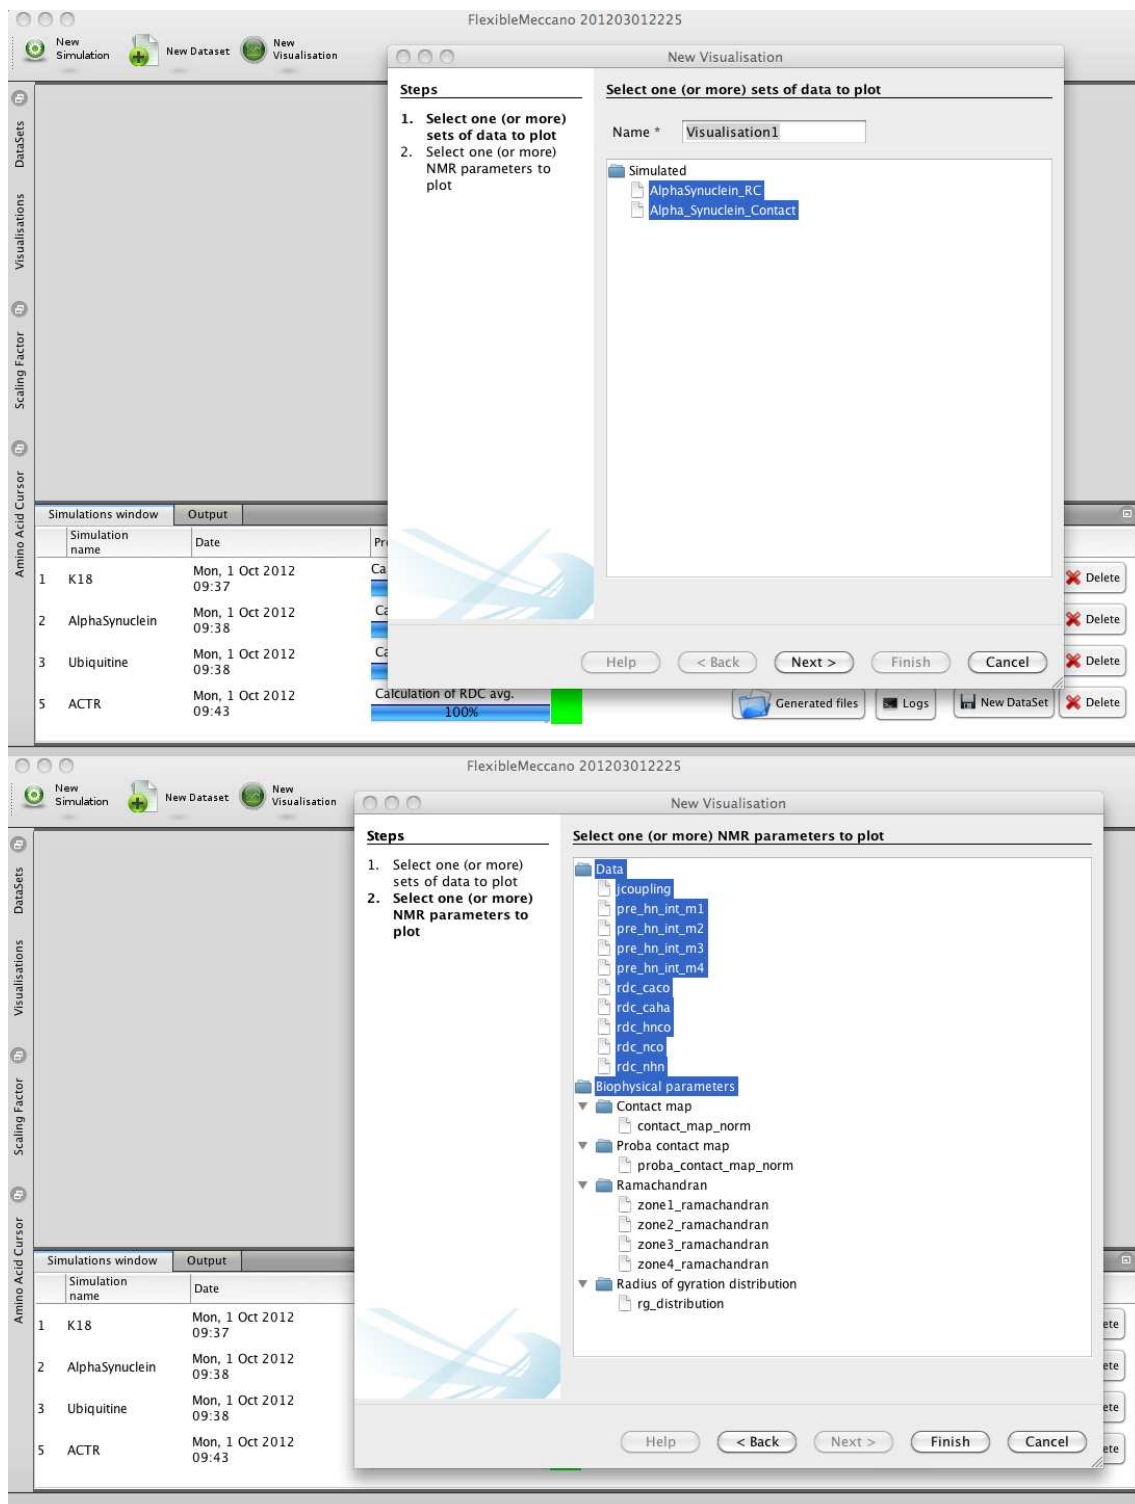 FlexibleMeccano 201203012225
New Simulation
New Dataset
New Visualisation
New Visualisation
Steps
1. Select one (or more)
sets of data to plot
2. Select one (or more)
NMR parameters to
plot
Select one (or more) sets of data to plot
Name * Visualisation1
Simulated
AlphaSynuclein_RC
Alpha_Synuclein_Contact
DataSets
Visualisations
Scaling Factor
Amino Acid Cursor
Simulations window Output
Simulation
name Date
1 K18 Mon, 1 Oct 2012
09:37
Delete
2 AlphaSynuclein Mon, 1 Oct 2012
09:38
Delete
3 Ubiquitine Mon, 1 Oct 2012
09:38
Delete
Help < Back Next > Finish Cancel
5 ACTR Mon, 1 Oct 2012
09:43
Calculation of RDC avg.
100%
Generated files Logs New DataSet Delete
FlexibleMeccano 201203012225
New Simulation
New Dataset
New Visualisation
New Visualisation
Steps
1. Select one (or more)
sets of data to plot
2. Select one (or more)
NMR parameters to
plot
Select one (or more) NMR parameters to plot
Data
jcoupling
pre_hn_int_m1
pre_hn_int_m2
pre_hn_int_m3
pre_hn_int_m4
rdc_caco
rdc_caha
rdc_hnco
rdc_nco
rdc_nhn
Biophysical parameters
Contact map
contact_map_norm
Proba contact map
proba_contact_map_norm
Ramachandran
zone1_ramachandran
zone2_ramachandran
zone3_ramachandran
zone4_ramachandran
Radius of gyration distribution
rg_distribution
DataSets
Visualisations
Scaling Factor
Amino Acid Cursor
Simulations window Output
Simulation
name Date
1 K18 Mon, 1 Oct 2012
09:37
ete
2 AlphaSynuclein Mon, 1 Oct 2012
09:38
ete
3 Ubiquitine Mon, 1 Oct 2012
09:38
ete
5 ACTR Mon, 1 Oct 2012
09:43
ete
Help < Back Next > Finish Cancel